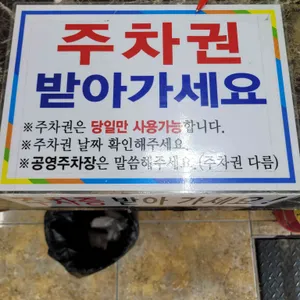 주차권
받아가세요
※주차권은 당일만 사용가능합니다.
※주차권 날짜 확인해주세요.
※공영주차장은 말씀해주세요.(주차권 다름)
받아가세요